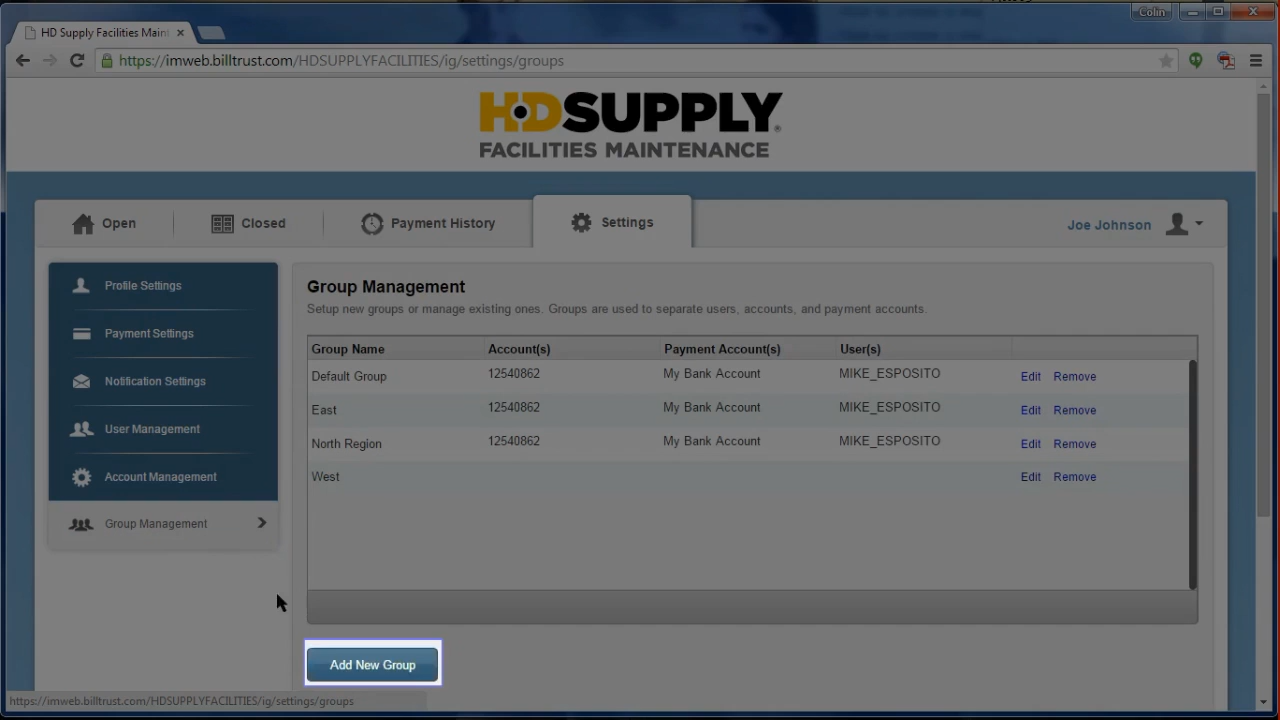 Colin
HD Supply Facilities Maint
https://imweb.billtrust.com/HDSUPPLYFACILITIES/ig/settings/groups
HDSUPPLY®
FACILITIES MAINTENANCE
Open
Closed
Payment History
Settings
Joe Johnson
Profile Settings
Payment Settings
Notification Settings
User Management
Account Management
Group Management
Group Management
Setup new groups or manage existing ones. Groups are used to separate users, accounts, and payment accounts.
Group Name Account(s) Payment Account(s) User(s)
Default Group 12540862 My Bank Account MIKE_ESPOSITO Edit Remove
East 12540862 My Bank Account MIKE_ESPOSITO Edit Remove
North Region 12540862 My Bank Account MIKE_ESPOSITO Edit Remove
West Edit Remove
Add New Group
https://imweb.billtrust.com/HDSUPPLYFACILITIES/ig/settings/groups